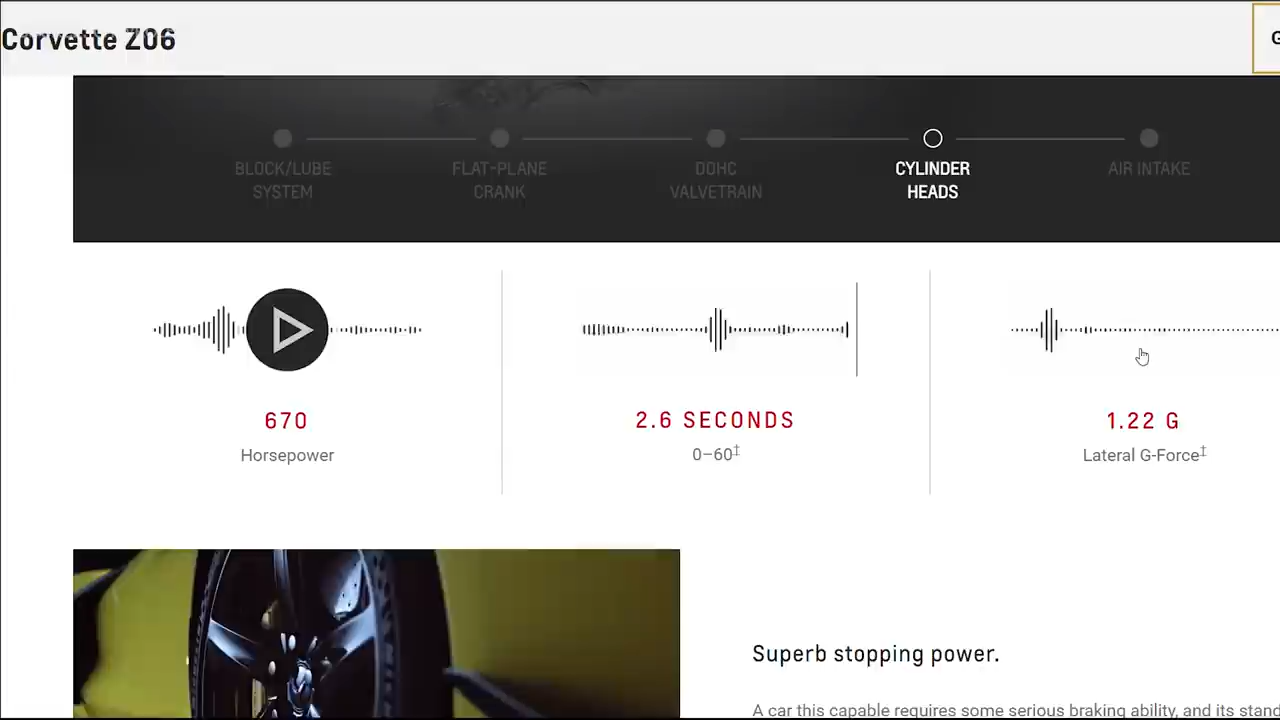 Corvette Z06
G
BLOCK/LUBE
SYSTEM
FLAT-PLANE
CRANK
DOHC
VALVETRAIN
CYLINDER
HEADS
AIR INTAKE
670
Horsepower
2.6 SECONDS
0–60‡
1.22 G
Lateral G-Force‡
Superb stopping power.
A car this capable requires some serious braking ability, and its stand